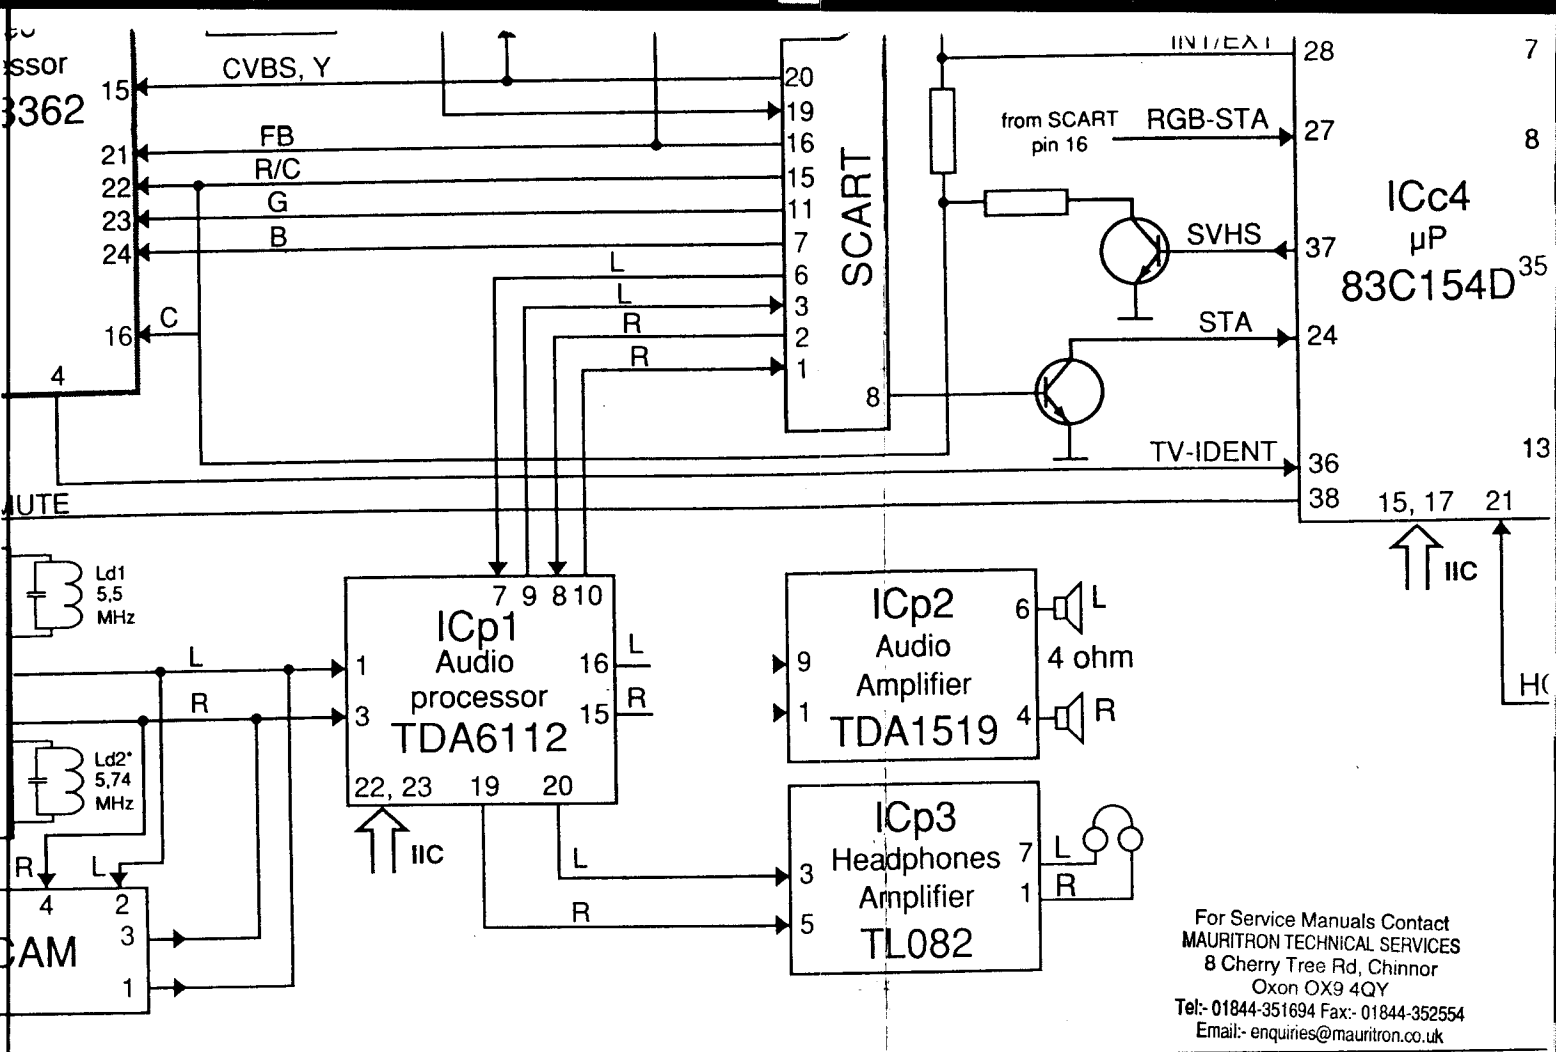 ssor
3362
15
CVBS, Y
20
19
21
FB
16
22
R/C
15
23
G
11
24
B
7
L
6
L
3
16
C
R
2
R
1
4
8
SCART
INT/EXT
28
7
from SCART
pin 16
RGB-STA
27
8
ICc4
µP
83C154D
35
SVHS
37
STA
24
TV-IDENT
36
13
38
15, 17
21
IIC
H
MUTE
Ld1
5,5
MHz
L
1
R
3
Ld2*
5,74
MHz
7
9
8
10
ICp1
Audio
processor
TDA6112
16
L
15
R
22, 23
19
20
IIC
L
R
ICp2
Audio
Amplifier
TDA1519
9
1
6
L
4 ohm
4
R
ICp3
Headphones
Amplifier
TL082
3
5
7
L
1
R
R
L
4
2
3
CAM
1
For Service Manuals Contact
MAURITRON TECHNICAL SERVICES
8 Cherry Tree Rd, Chinnor
Oxon OX9 4QY
Tel:- 01844-351694 Fax:- 01844-352554
Email:- enquiries@mauritron.co.uk